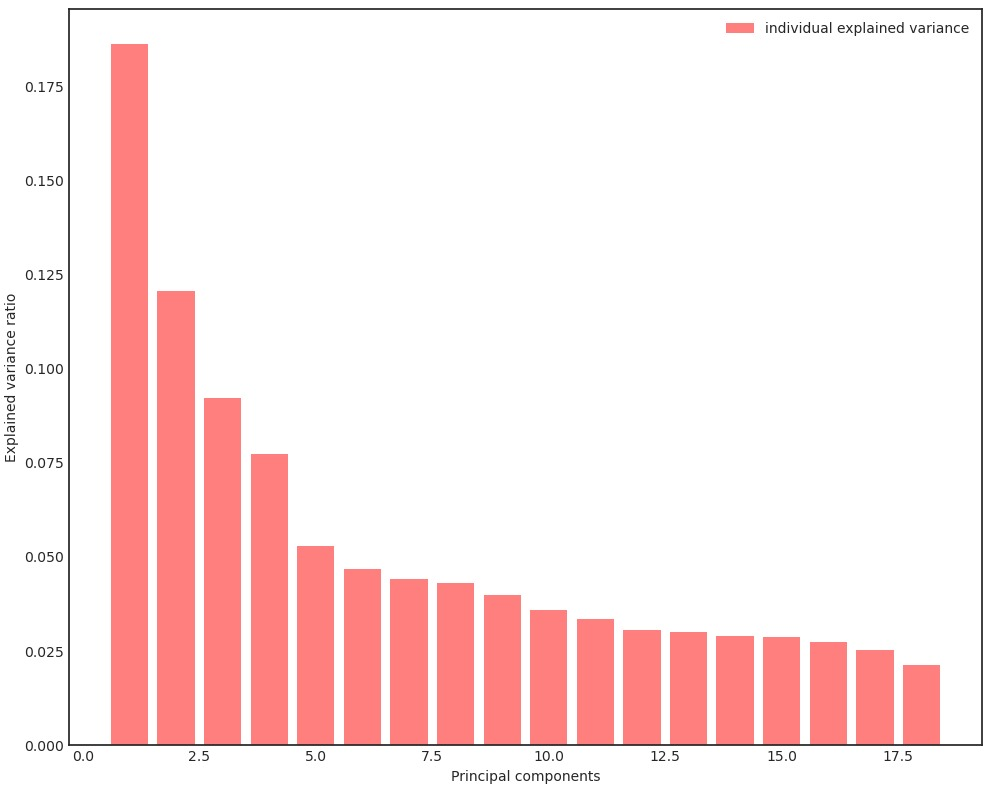 individual explained variance
0.175
0.150
0.125
0.100
0.075
0.050
0.025
0.000
Explained variance ratio
0.0 2.5 5.0 7.5 10.0 12.5 15.0 17.5
Principal components